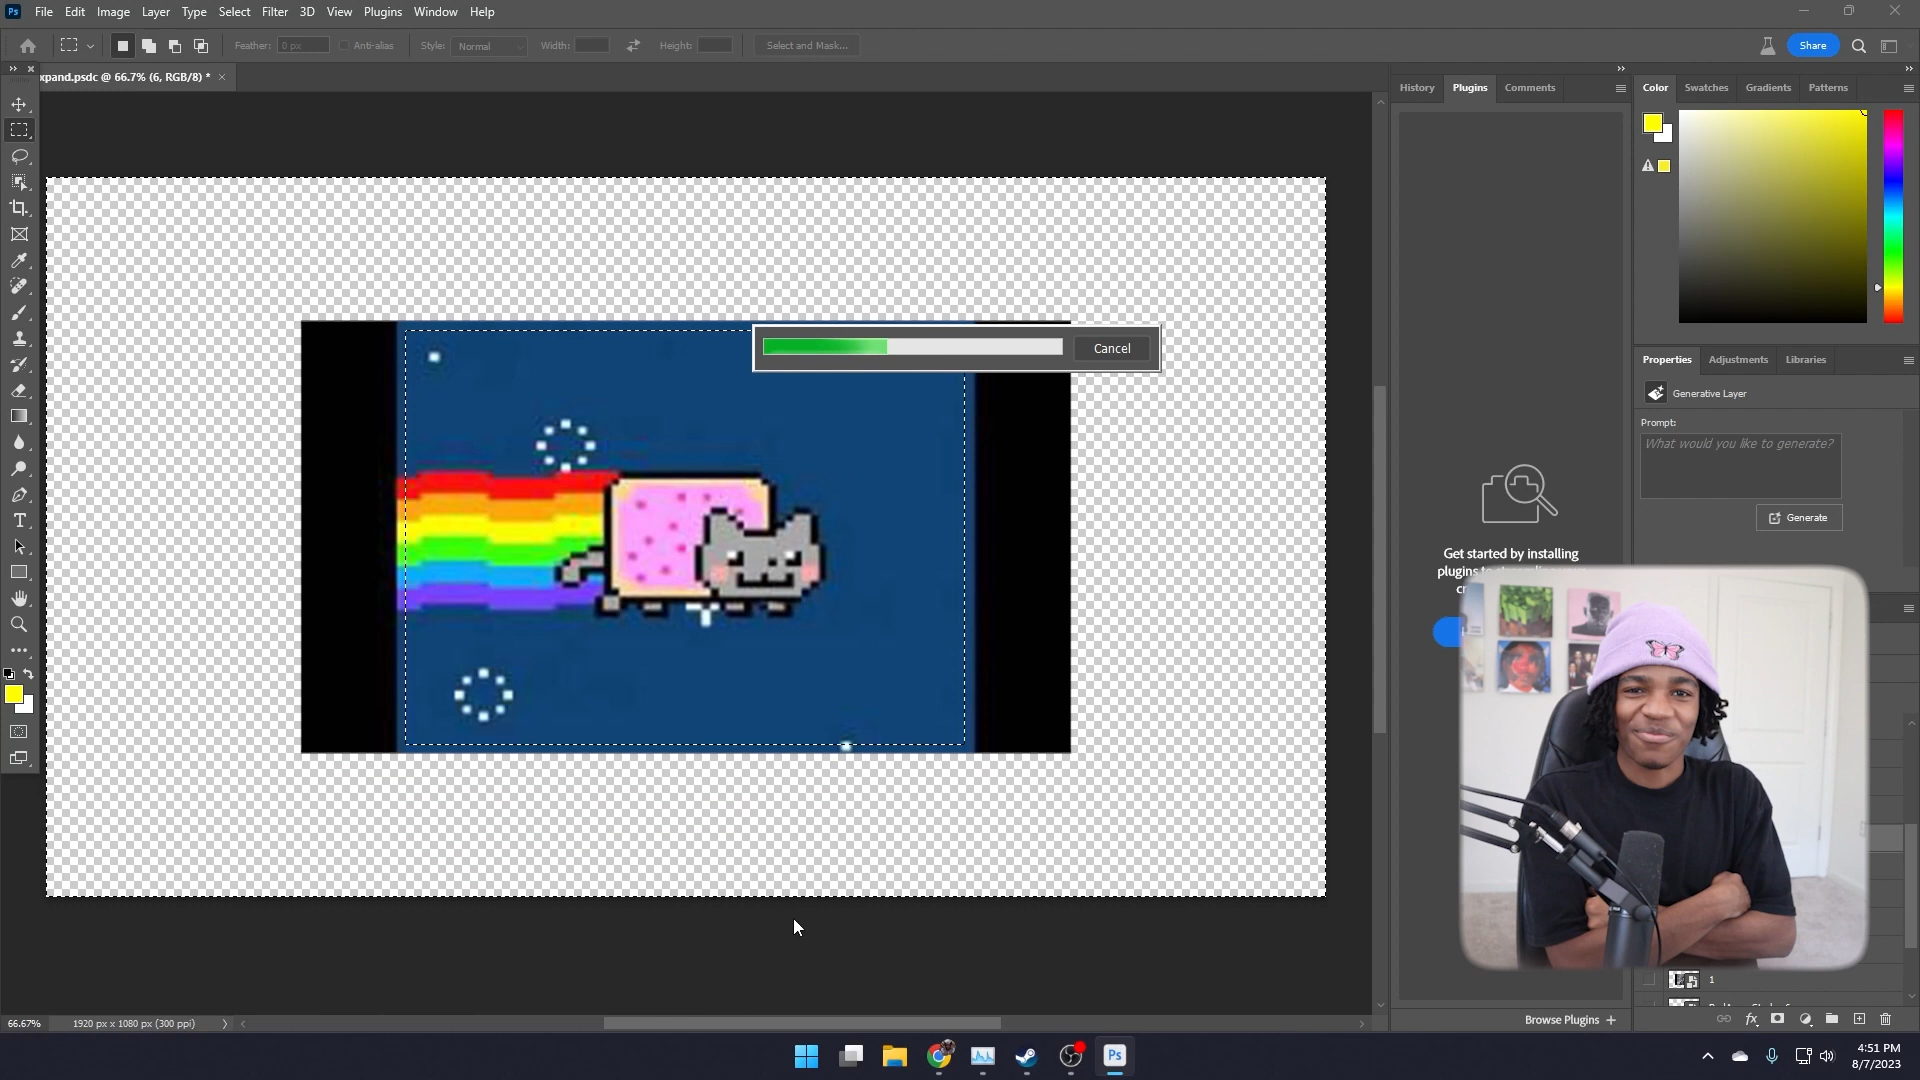 Ps File Edit Image Layer Type Select Filter 3D View Plugins Window Help
Feather: 0 px Anti-alias Style: Normal Width: Height: Select and Mask... Share
xpand.psdc @ 66.7% (6, RGB/8) *
History Plugins Comments
Color Swatches Gradients Patterns
Cancel
Properties Adjustments Libraries
Generative Layer
Prompt:
What would you like to generate?
Generate
Get started by installing
plugins
1
66.67% 1920 px x 1080 px (300 ppi)
Browse Plugins +
fx
Ps
4:51 PM
8/7/2023